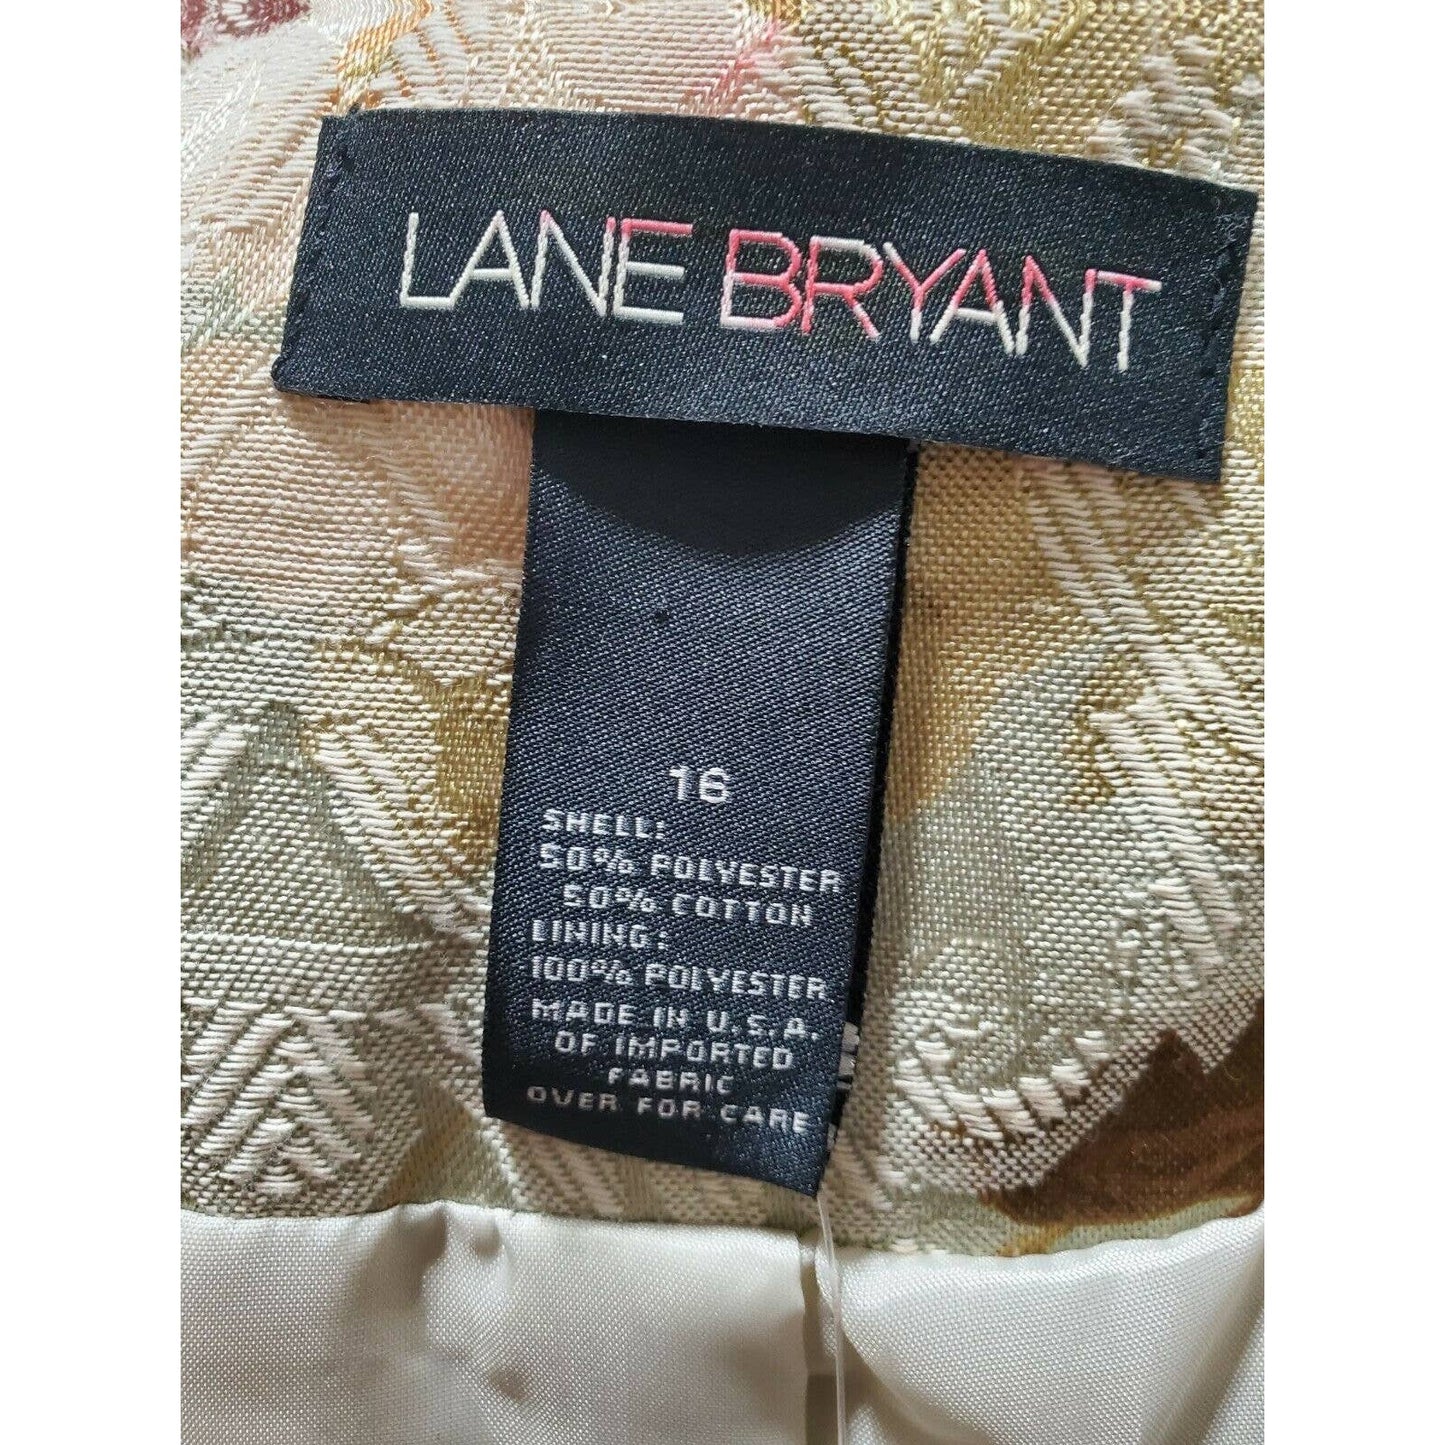 LANE BRYANT
16
SHELL:
50% POLYESTER
50% COTTON
LINING:
100% POLYESTER
MADE IN U.S.A.
OF IMPORTED
FABRIC
OVER FOR CARE